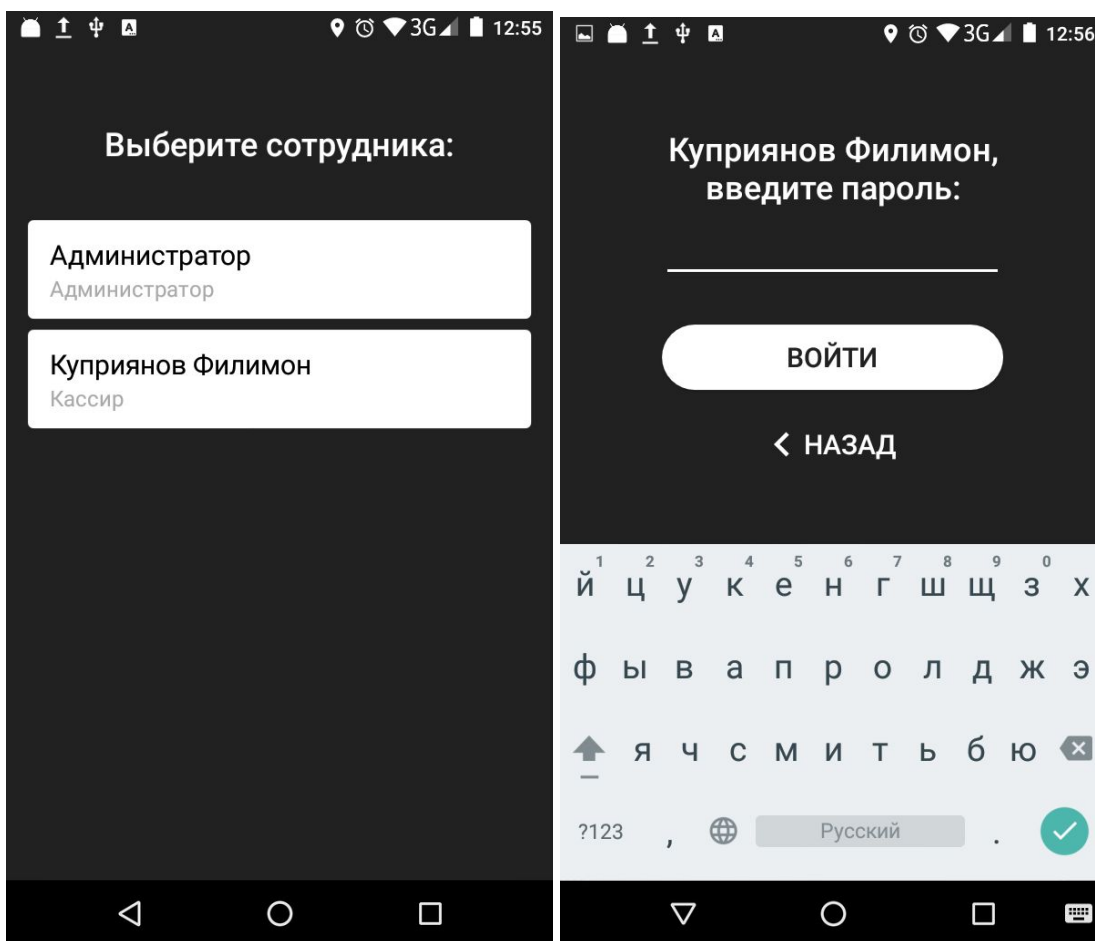 3G 12:55
Выберите сотрудника:
Администратор
Администратор
Куприянов Филимон
Кассир
A 3G 12:56
Куприянов Филимон,
введите пароль:
ВОЙТИ
НАЗАД
1 2 3 4 5 6 7 8 9 0
й ц у к е н г ш щ з х
ф ы в а п р о л д ж э
я ч с м и т ь б ю
?123 , Русский .